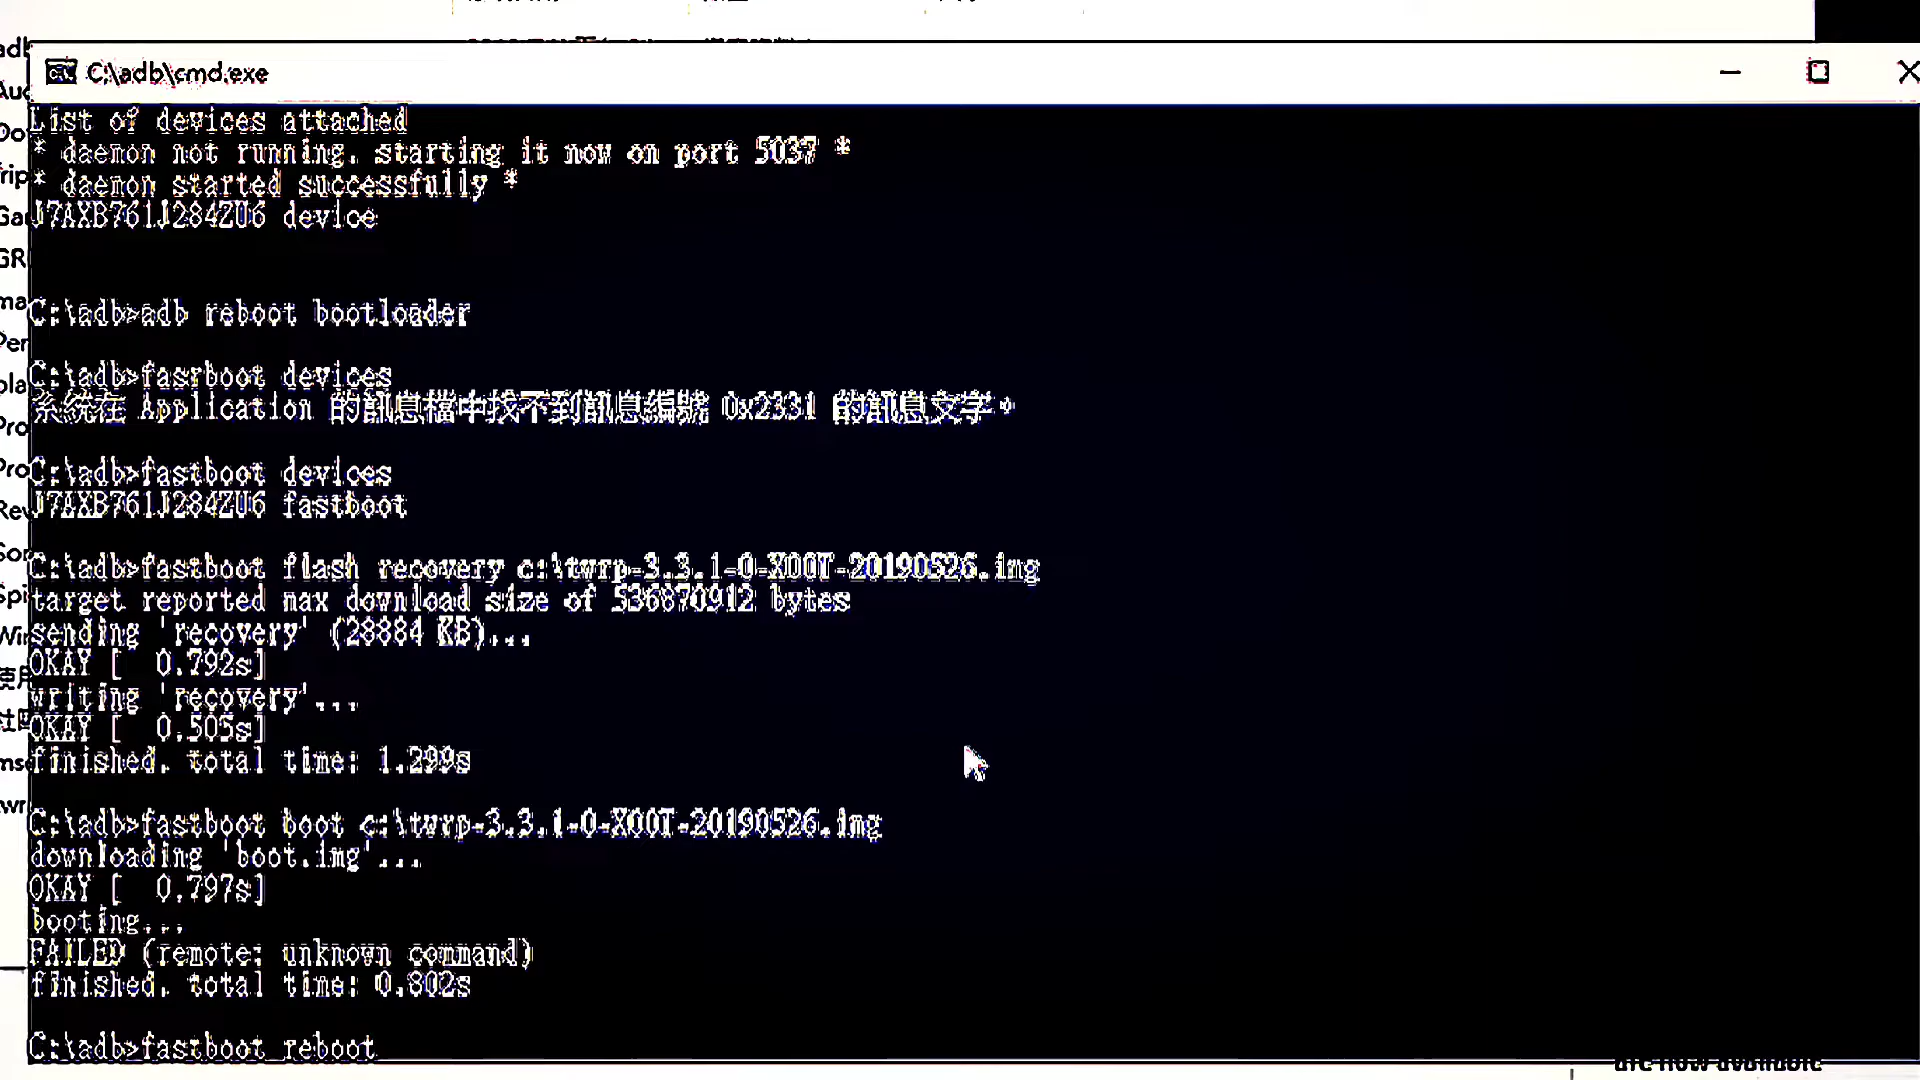 C:\adb\cmd.exe
List of devices attached
* daemon not running. starting it now on port 5037 *
* daemon started successfully *
J7AXB761J284ZU6 device
C:\adb>adb reboot bootloader
C:\adb>fasrboot devices
系統在 Application 的訊息檔中找不到訊息編號 0x2331 的訊息文字。
C:\adb>fastboot devices
J7AXB761J284ZU6 fastboot
C:\adb>fastboot flash recovery c:\twrp-3.3.1-0-X00T-20190526.img
target reported max download size of 536870912 bytes
sending 'recovery' (28884 KB)...
OKAY [  0.792s]
writing 'recovery'...
OKAY [  0.505s]
finished. total time: 1.299s
C:\adb>fastboot boot c:\twrp-3.3.1-0-X00T-20190526.img
downloading 'boot.img'...
OKAY [  0.797s]
booting...
FAILED (remote: unknown command)
finished. total time: 0.802s
C:\adb>fastboot reboot
are now available